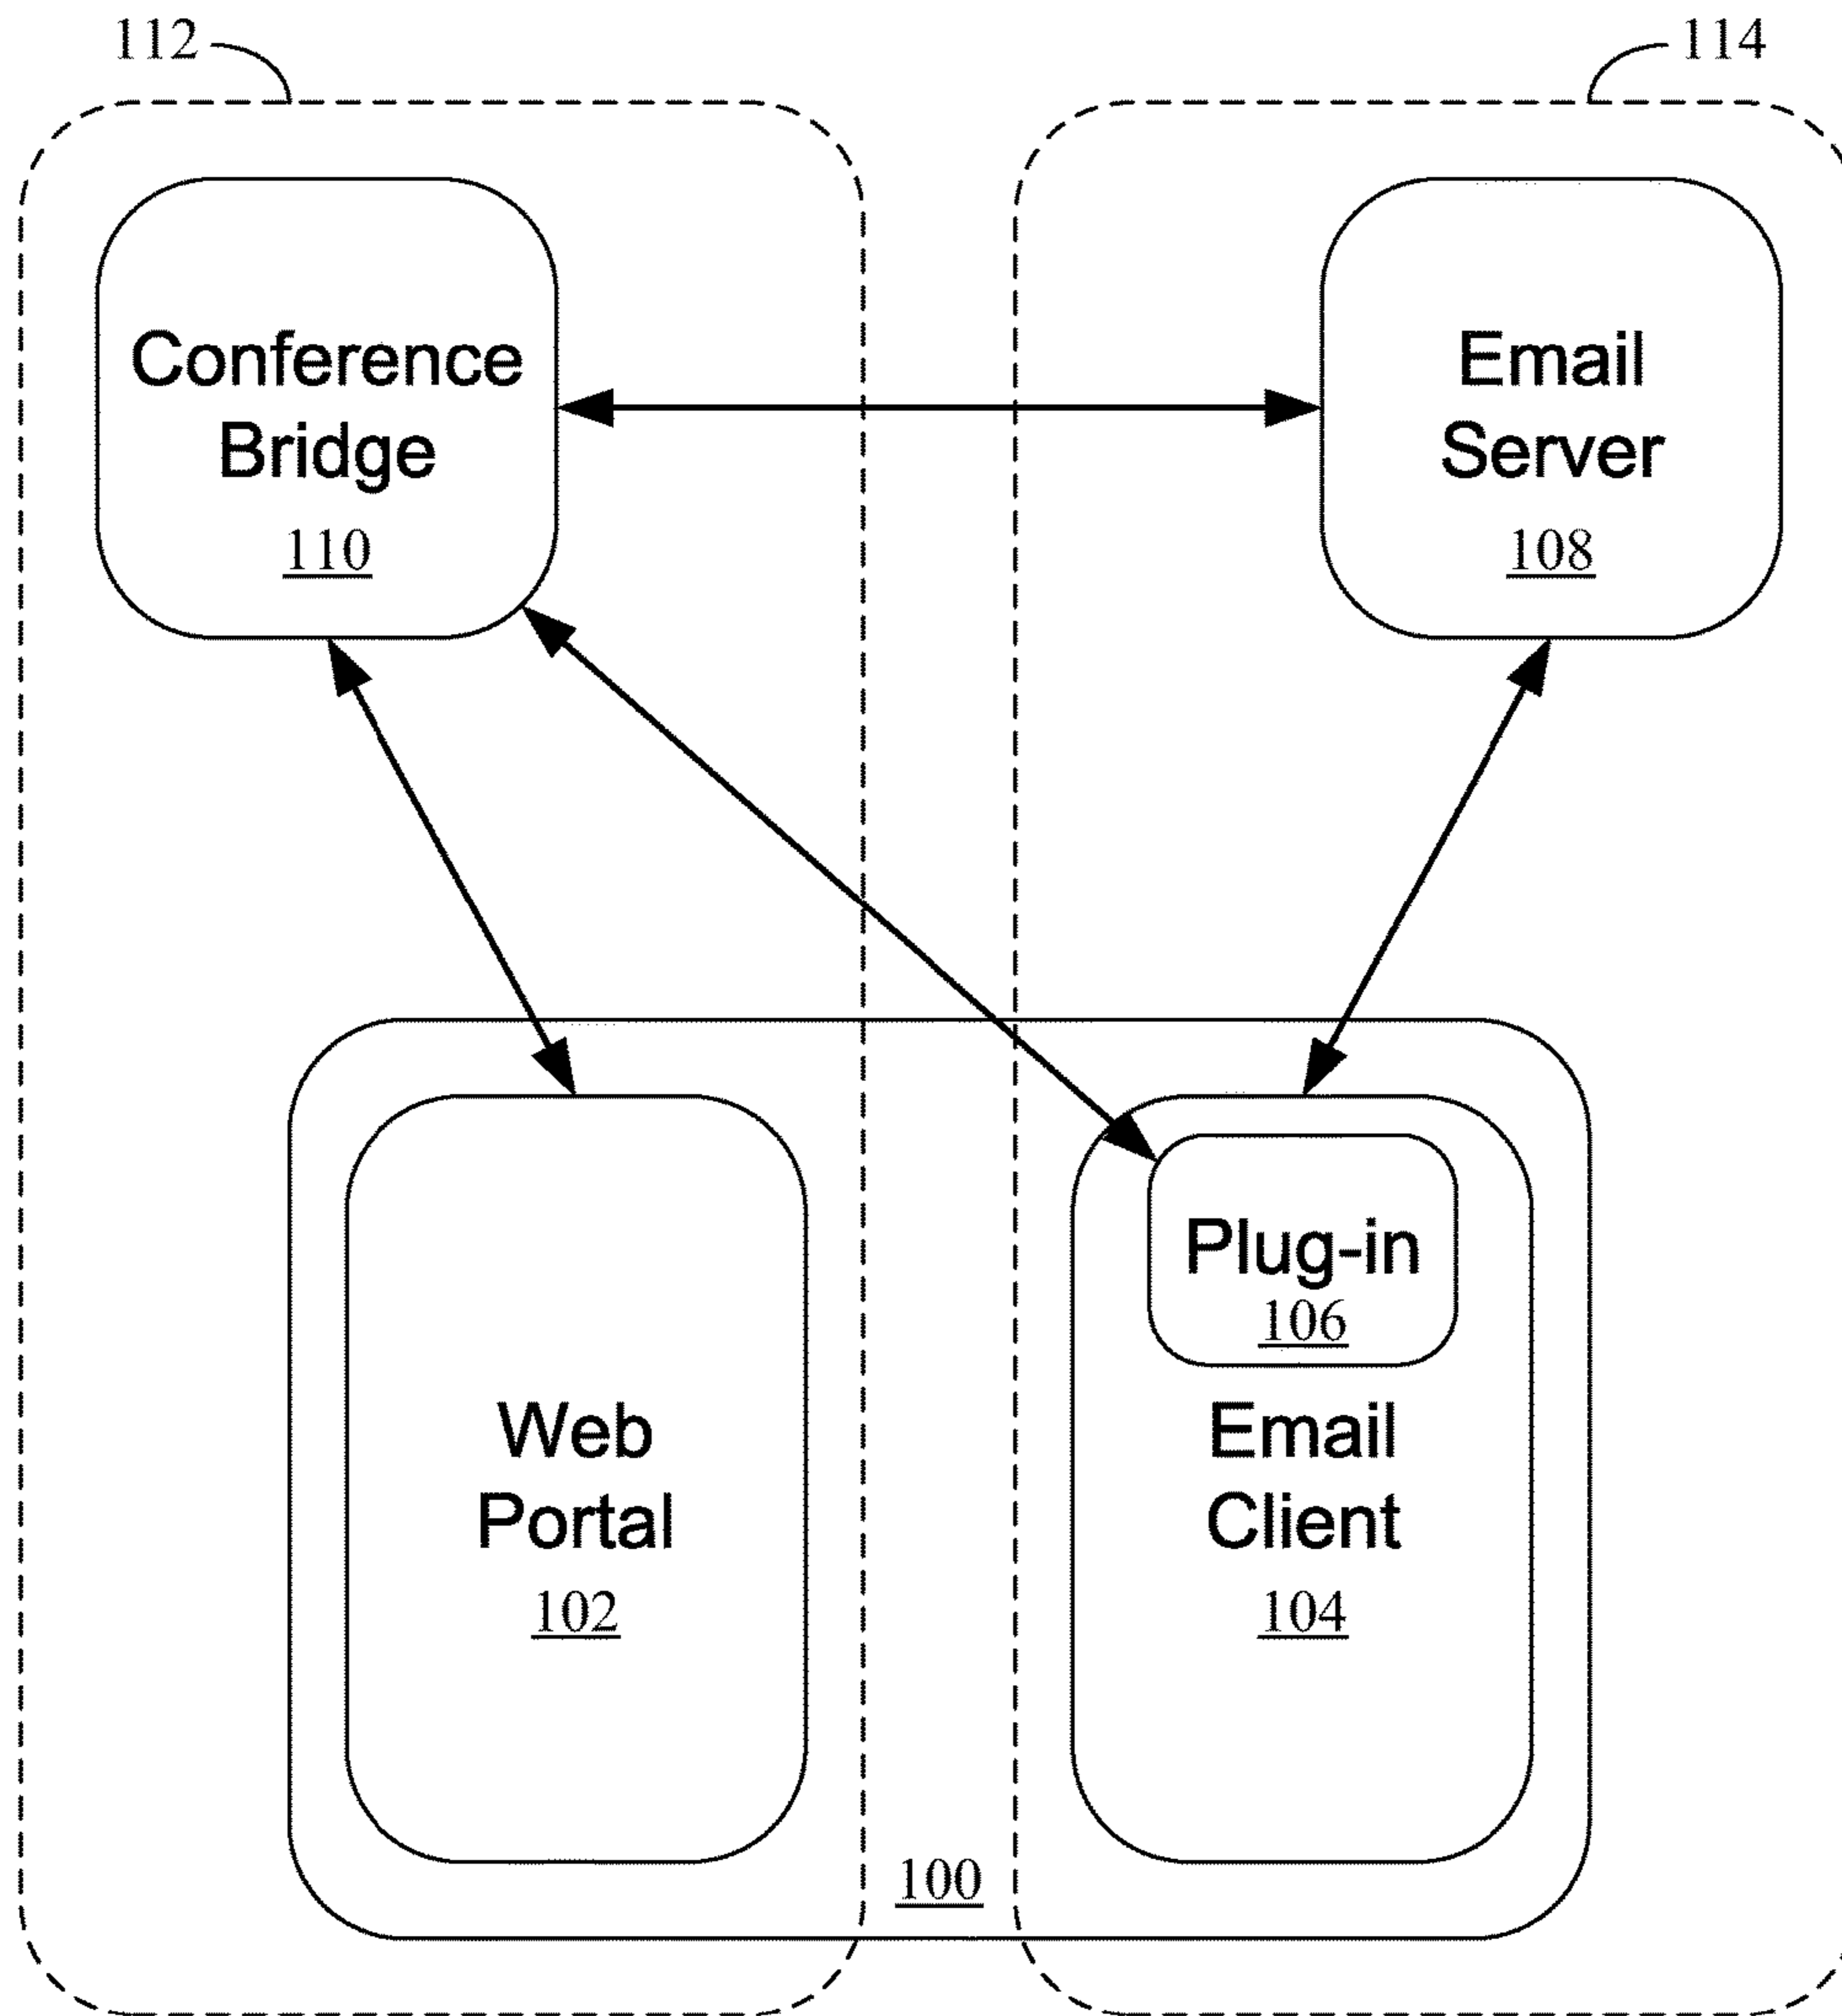 112
114
Conference
Bridge
110
Email
Server
108
Plug-in
106
Web
Portal
102
Email
Client
104
100